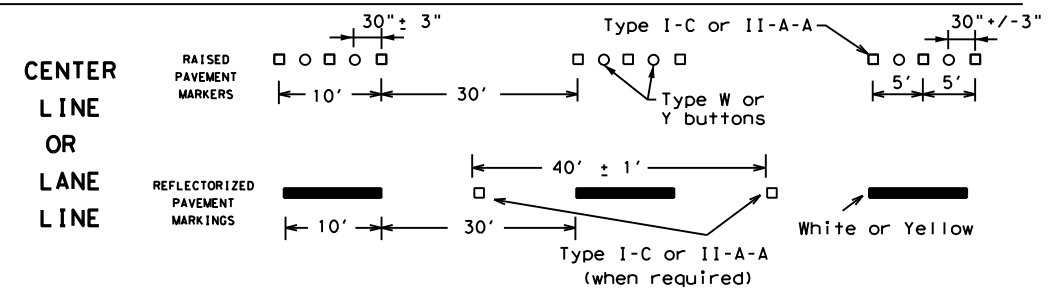 CENTER
LINE
OR
LANE
LINE
RAISED
PAVEMENT
MARKERS
30"± 3"
10'
30'
Type I-C or II-A-A
Type W or
Y buttons
30"+/-3"
5'
5'
REFLECTORIZED
PAVEMENT
MARKINGS
10'
30'
40' ± 1'
Type I-C or II-A-A
(when required)
White or Yellow